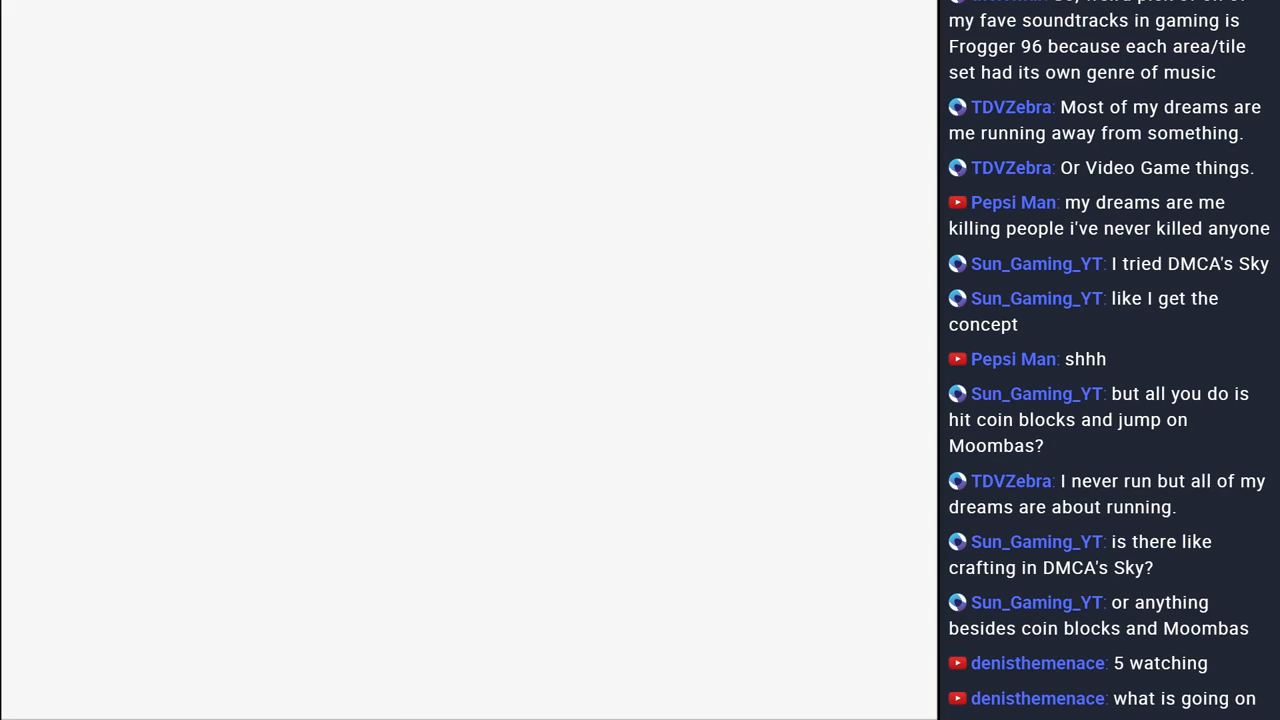 my fave soundtracks in gaming is
Frogger 96 because each area/tile
set had its own genre of music
TDVZebra: Most of my dreams are
me running away from something.
TDVZebra: Or Video Game things.
Pepsi Man: my dreams are me
killing people i've never killed anyone
Sun_Gaming_YT: I tried DMCA's Sky
Sun_Gaming_YT: like I get the
concept
Pepsi Man: shhh
Sun_Gaming_YT: but all you do is
hit coin blocks and jump on
Moombas?
TDVZebra: I never run but all of my
dreams are about running.
Sun_Gaming_YT: is there like
crafting in DMCA's Sky?
Sun_Gaming_YT: or anything
besides coin blocks and Moombas
denisthemenace: 5 watching
denisthemenace: what is going on